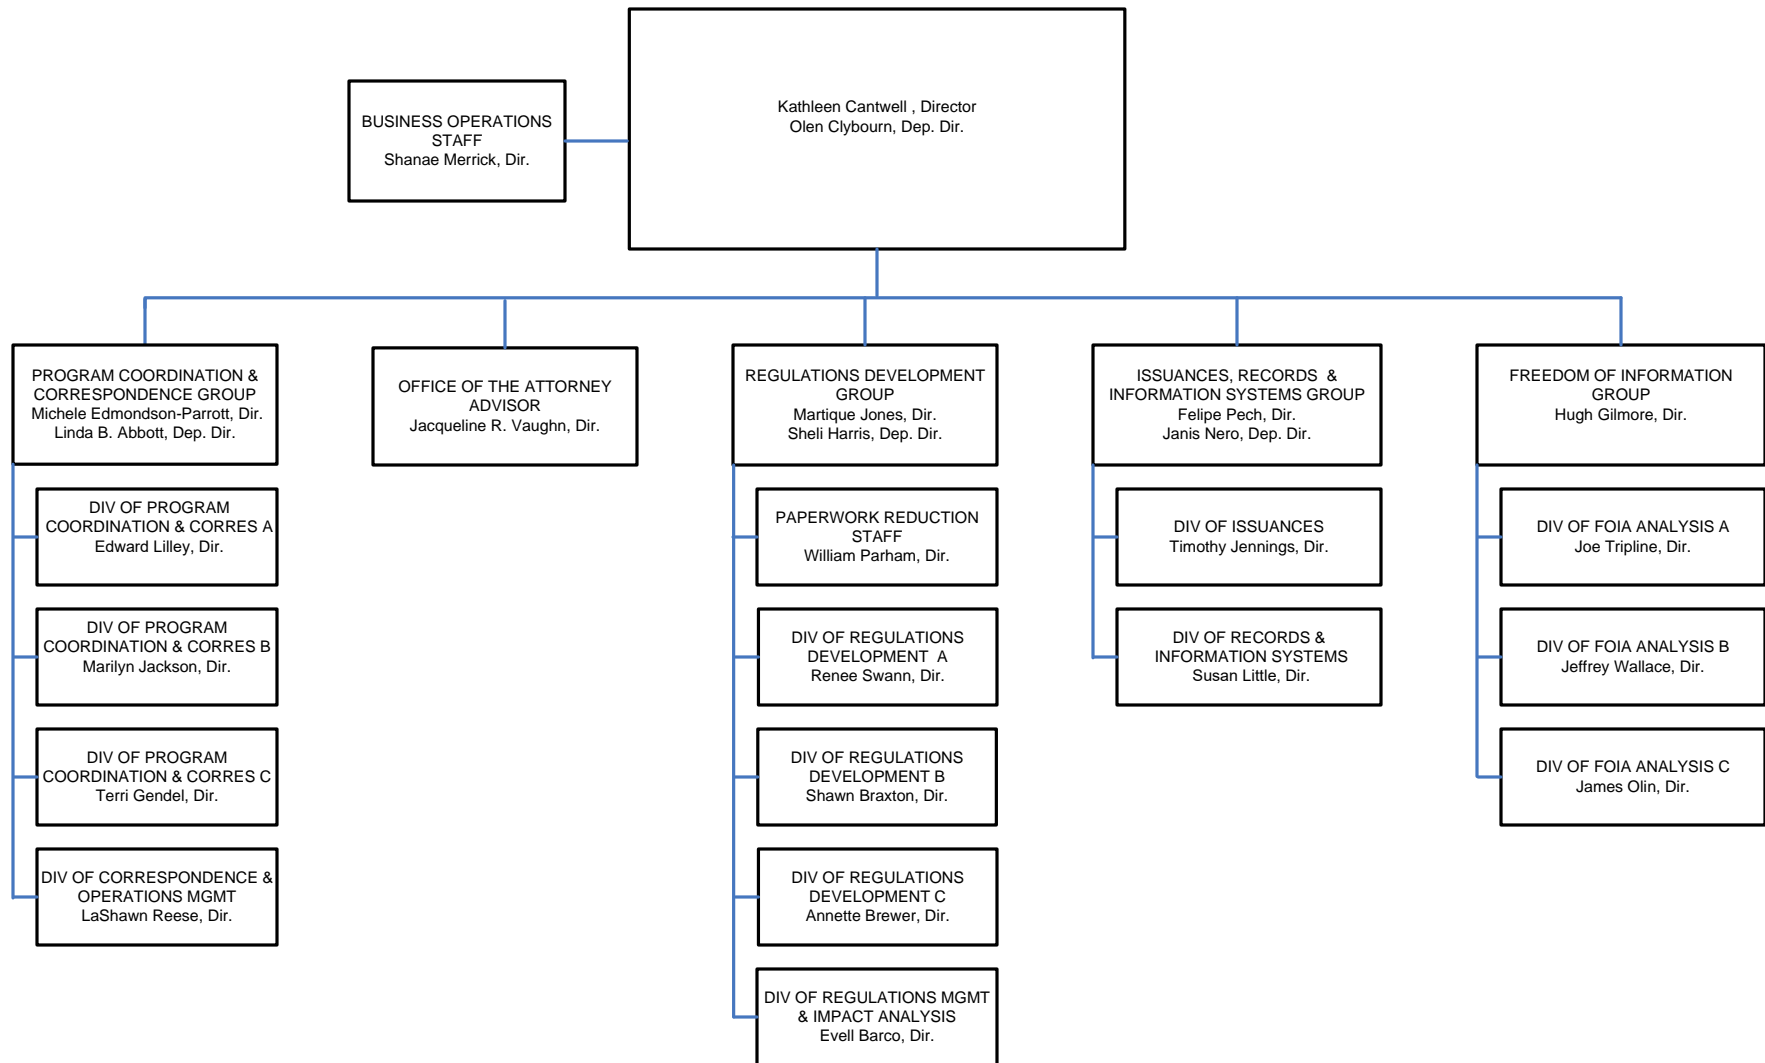 Kathleen Cantwell , Director
Olen Clybourn, Dep. Dir.
BUSINESS OPERATIONS
STAFF
Shanae Merrick, Dir.
PROGRAM COORDINATION &
CORRESPONDENCE GROUP
Michele Edmondson-Parrott, Dir.
Linda B. Abbott, Dep. Dir.
DIV OF PROGRAM
COORDINATION & CORRES A
Edward Lilley, Dir.
DIV OF PROGRAM
COORDINATION & CORRES B
Marilyn Jackson, Dir.
DIV OF PROGRAM
COORDINATION & CORRES C
Terri Gendel, Dir.
DIV OF CORRESPONDENCE &
OPERATIONS MGMT
LaShawn Reese, Dir.
OFFICE OF THE ATTORNEY
ADVISOR
Jacqueline R. Vaughn, Dir.
REGULATIONS DEVELOPMENT
GROUP
Martique Jones, Dir.
Sheli Harris, Dep. Dir.
PAPERWORK REDUCTION
STAFF
William Parham, Dir.
DIV OF REGULATIONS
DEVELOPMENT  A
Renee Swann, Dir.
DIV OF REGULATIONS
DEVELOPMENT B
Shawn Braxton, Dir.
DIV OF REGULATIONS
DEVELOPMENT C
Annette Brewer, Dir.
DIV OF REGULATIONS MGMT
& IMPACT ANALYSIS
Evell Barco, Dir.
ISSUANCES, RECORDS  &
INFORMATION SYSTEMS GROUP
Felipe Pech, Dir.
Janis Nero, Dep. Dir.
DIV OF ISSUANCES
Timothy Jennings, Dir.
DIV OF RECORDS &
INFORMATION SYSTEMS
Susan Little, Dir.
FREEDOM OF INFORMATION
GROUP
Hugh Gilmore, Dir.
DIV OF FOIA ANALYSIS A
Joe Tripline, Dir.
DIV OF FOIA ANALYSIS B
Jeffrey Wallace, Dir.
DIV OF FOIA ANALYSIS C
James Olin, Dir.